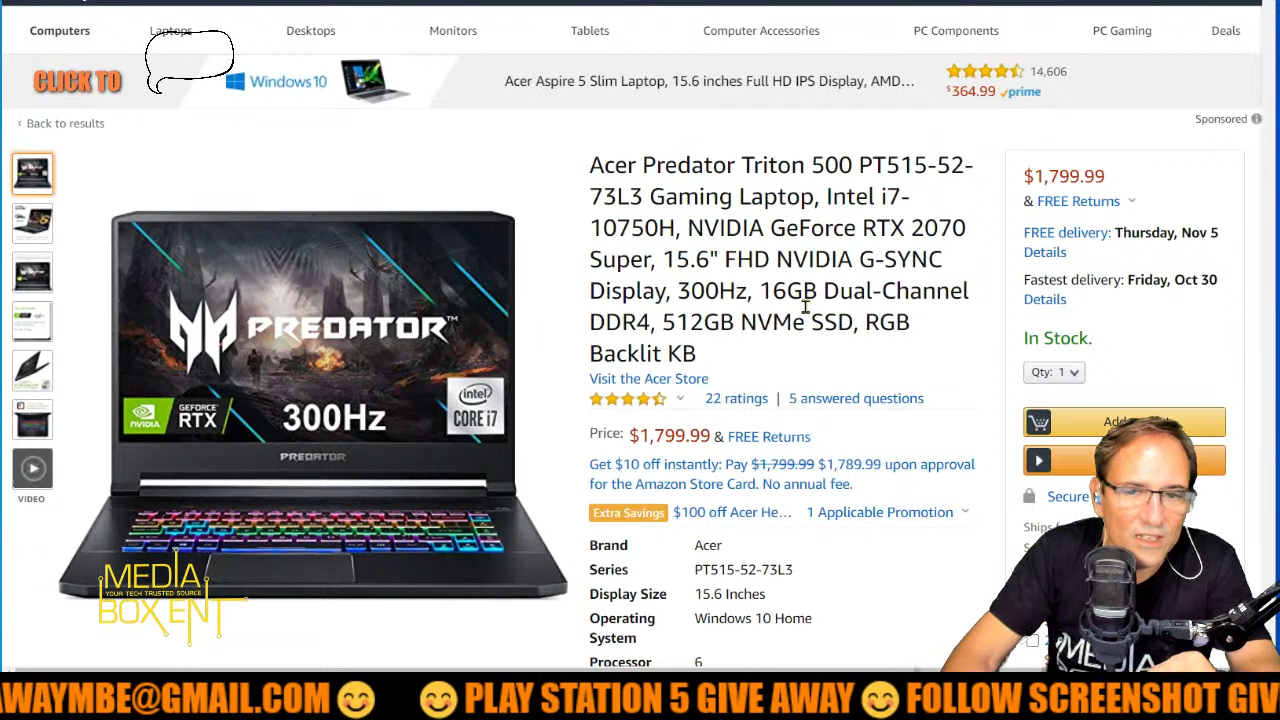 Computers Laptops Desktops Monitors Tablets Computer Accessories PC Components PC Gaming Deals
CLICK TO
Windows 10
Acer Aspire 5 Slim Laptop, 15.6 inches Full HD IPS Display, AMD...
14,606
$364.99 prime
‹ Back to results
Sponsored
Acer Predator Triton 500 PT515-52-
73L3 Gaming Laptop, Intel i7-
10750H, NVIDIA GeForce RTX 2070
Super, 15.6" FHD NVIDIA G-SYNC
Display, 300Hz, 16GB Dual-Channel
DDR4, 512GB NVMe SSD, RGB
Backlit KB
Visit the Acer Store
22 ratings | 5 answered questions
Price: $1,799.99 & FREE Returns
Get $10 off instantly: Pay $1,799.99 $1,789.99 upon approval
for the Amazon Store Card. No annual fee.
Extra Savings $100 off Acer He... 1 Applicable Promotion
Brand Acer
Series PT515-52-73L3
Display Size 15.6 Inches
Operating System Windows 10 Home
Processor 6
$1,799.99
& FREE Returns
FREE delivery: Thursday, Nov 5
Details
Fastest delivery: Friday, Oct 30
Details
In Stock.
Qty: 1
Secure
Ships
PREDATOR
NVIDIA
GEFORCE
RTX
300Hz
intel
CORE i7
PREDATOR
VIDEO
MEDIA
YOUR TECH TRUSTED SOURCE
BOX ENT
AWAYMBE@GMAIL.COM 😊 😊 PLAY STATION 5 GIVE AWAY 😊 FOLLOW SCREENSHOT GIV